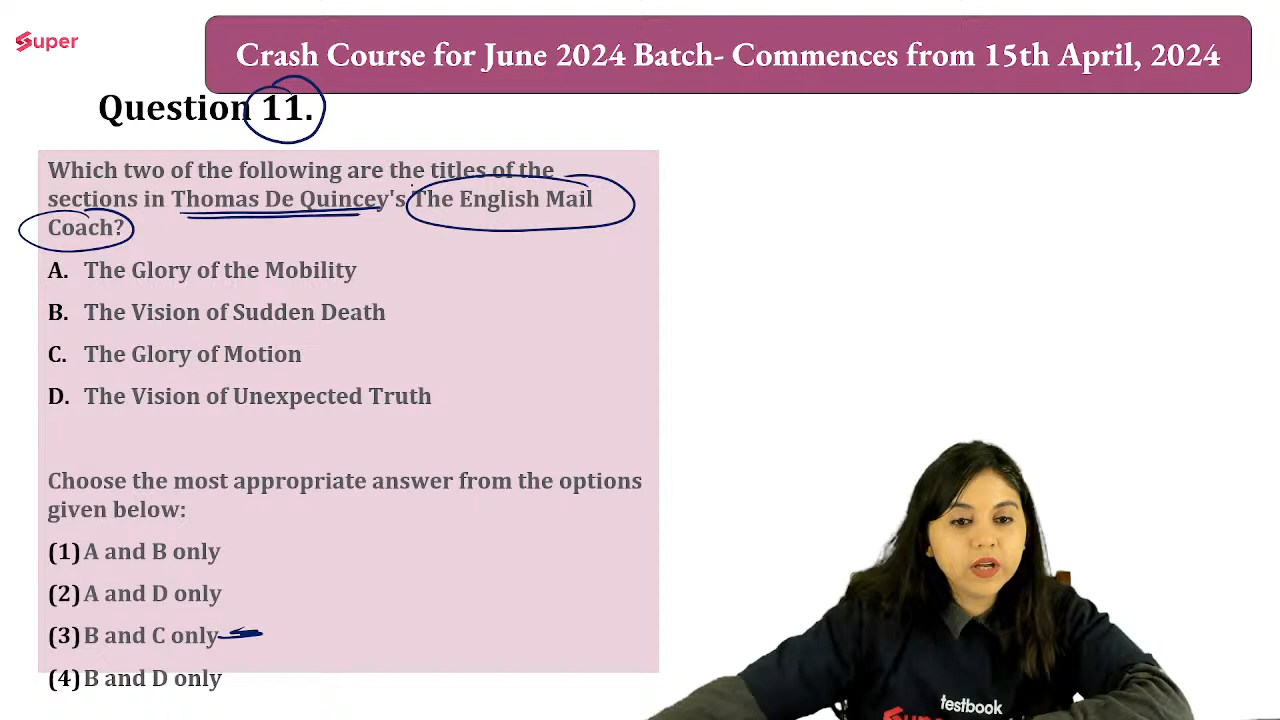 Super
Crash Course for June 2024 Batch- Commences from 15th April, 2024
Question 11.
Which two of the following are the titles of the
sections in Thomas De Quincey's The English Mail
Coach?
A. The Glory of the Mobility
B. The Vision of Sudden Death
C. The Glory of Motion
D. The Vision of Unexpected Truth
Choose the most appropriate answer from the options
given below:
(1) A and B only
(2) A and D only
(3) B and C only
(4) B and D only
testbook
Super